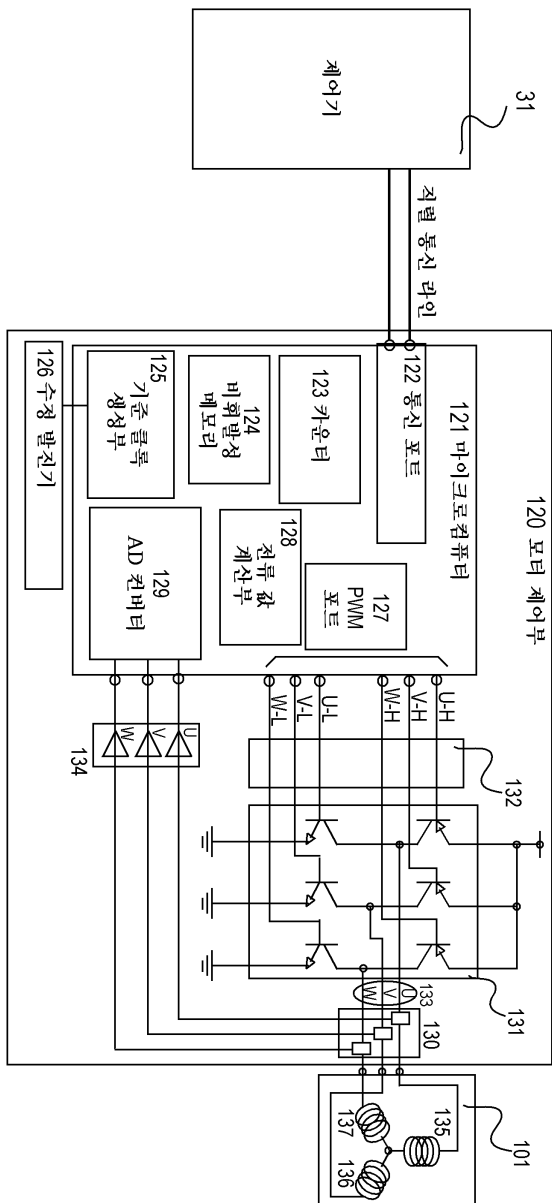 31
제어기
직렬 통신 라인
120 모터 제어부
121 마이크로컴퓨터
122 통신 포트
123 카운터
124
비휘발성
메모리
125
기준 클록
생성부
126 수정 발진기
127
PWM
포트
128
전류 값
계산부
129
AD 컨버터
U-H
V-H
W-H
U-L
V-L
W-L
132
131
133
U
V
W
130
U
V
W
134
101
135
136
137